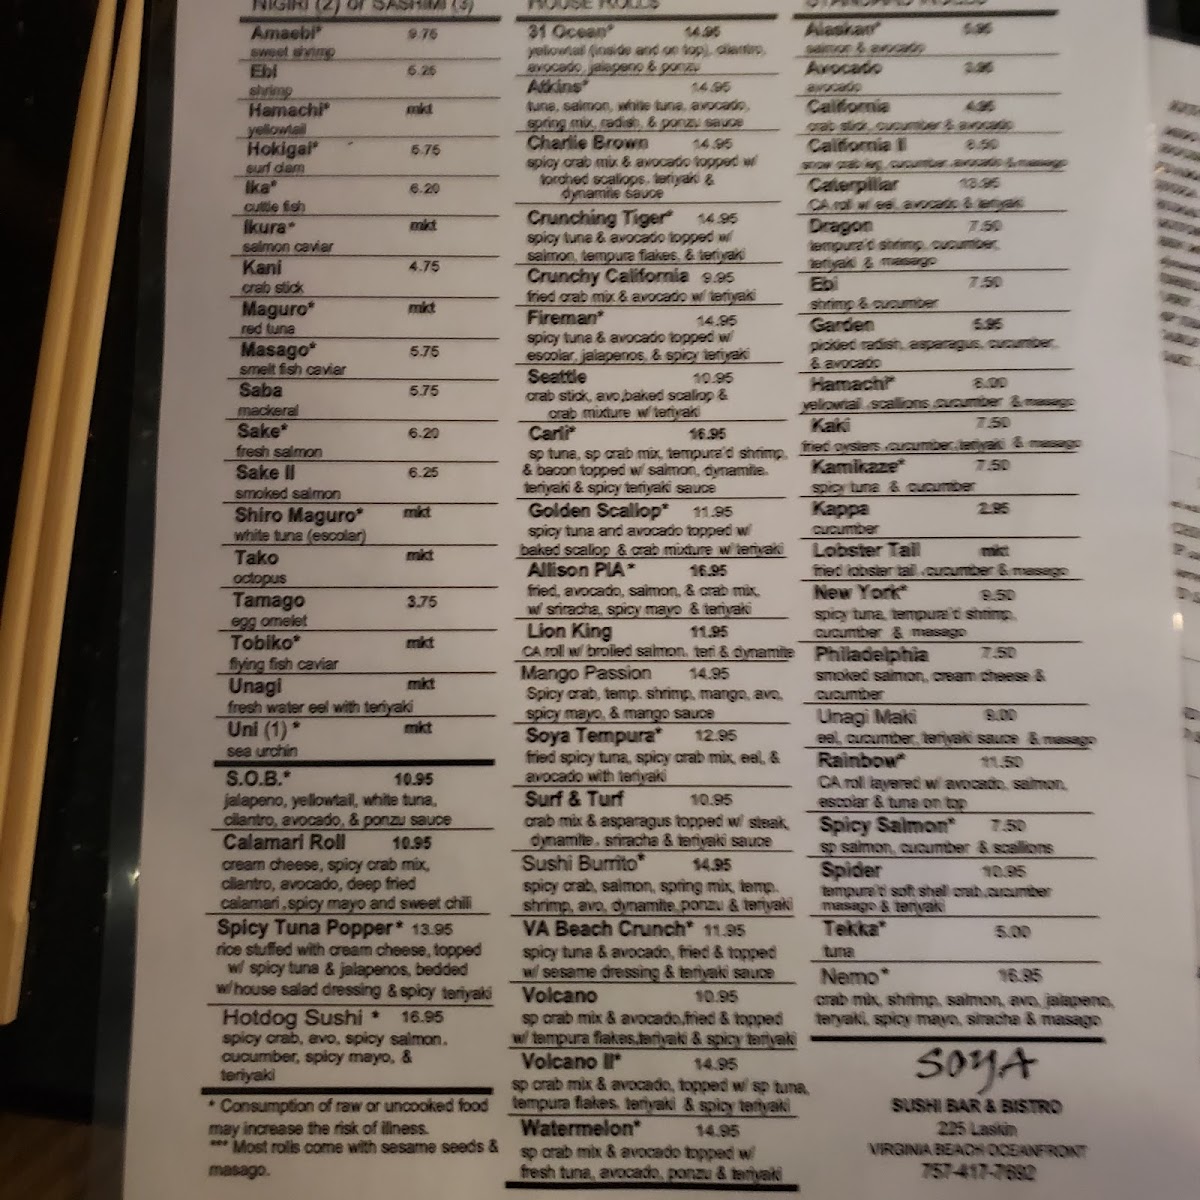 NIGIRI (2) or SASHIMI (3)
Amaebi* 9.75
sweet shrimp
Ebi 6.25
shrimp
Hamachi* mkt
yellowtail
Hokigai* 6.75
surf clam
Ika* 6.20
cuttle fish
Ikura* mkt
salmon caviar
Kani 4.75
crab stick
Maguro* mkt
red tuna
Masago* 5.75
smelt fish caviar
Saba 5.75
mackeral
Sake* 6.20
fresh salmon
Sake II 6.25
smoked salmon
Shiro Maguro* mkt
white tuna (escolar)
Tako mkt
octopus
Tamago 3.75
egg omelet
Tobiko* mkt
flying fish caviar
Unagi mkt
fresh water eel with teriyaki
Uni (1) * mkt
sea urchin
S.O.B.* 10.95
jalapeno, yellowtail, white tuna,
cilantro, avocado, & ponzu sauce
Calamari Roll 10.95
cream cheese, spicy crab mix,
cilantro, avocado, deep fried
calamari ,spicy mayo and sweet chili
Spicy Tuna Popper* 13.95
rice stuffed with cream cheese, topped
w/ spicy tuna & jalapenos, bedded
w/house salad dressing & spicy teriyaki
Hotdog Sushi * 16.95
spicy crab, avo, spicy salmon,
cucumber, spicy mayo, &
teriyaki
* Consumption of raw or uncooked food
may increase the risk of illness.
*** Most rolls come with sesame seeds &
masago.
HOUSE ROLLS
31 Ocean* 14.95
yellowtail (inside and on top), cilantro,
avocado, jalapeno & ponzu
Atkins* 14.95
tuna, salmon, white tuna, avocado,
spring mix, radish, & ponzu sauce
Charlie Brown 14.95
spicy crab mix & avocado topped w/
torched scallops, teriyaki &
dynamite sauce
Crunching Tiger* 14.95
spicy tuna & avocado topped w/
salmon, tempura flakes, & teriyaki
Crunchy California 9.95
fried crab mix & avocado w/ teriyaki
Fireman* 14.95
spicy tuna & avocado topped w/
escolar, jalapenos, & spicy teriyaki
Seattle 10.95
crab stick, avo,baked scallop &
crab mixture w/ teriyaki
Carli* 16.95
sp tuna, sp crab mix, tempura'd shrimp,
& bacon topped w/ salmon, dynamite,
teriyaki & spicy teriyaki sauce
Golden Scallop* 11.95
spicy tuna and avocado topped w/
baked scallop & crab mixture w/ teriyaki
Allison PIA* 16.95
fried, avocado, salmon, & crab mix,
w/ sriracha, spicy mayo & teriyaki
Lion King 11.95
CA roll w/ broiled salmon, teri & dynamite
Mango Passion 14.95
Spicy crab, temp. shrimp, mango, avo,
spicy mayo, & mango sauce
Soya Tempura* 12.95
fried spicy tuna, spicy crab mix, eel, &
avocado with teriyaki
Surf & Turf 10.95
crab mix & asparagus topped w/ steak,
dynamite , sriracha & teriyaki sauce
Sushi Burrito* 14.95
spicy crab, salmon, spring mix, temp.
shrimp, avo, dynamite, ponzu & teriyaki
VA Beach Crunch* 11.95
spicy tuna & avocado, fried & topped
w/ sesame dressing & teriyaki sauce
Volcano 10.95
sp crab mix & avocado,fried & topped
w/ tempura flakes,teriyaki & spicy teriyaki
Volcano II* 14.95
sp crab mix & avocado, topped w/ sp tuna,
tempura flakes, teriyaki & spicy teriyaki
Watermelon* 14.95
sp crab mix & avocado topped w/
fresh tuna, avocado, ponzu & teriyaki
STANDARD ROLLS
Alaskan* 5.95
salmon & avocado
Avocado 3.95
avocado
California 4.95
crab stick, cucumber & avocado
California II 8.50
snow crab leg, cucumber, avocado & masago
Caterpillar 13.95
CA roll w/ eel, avocado & teriyaki
Dragon 7.50
tempura'd shrimp, cucumber,
teriyaki & masago
Ebi 7.50
shrimp & cucumber
Garden 5.95
pickled radish, asparagus, cucumber,
& avocado
Hamachi* 8.00
yellowtail ,scallions ,cucumber & masago
Kaki 7.50
fried oysters ,cucumber,teriyaki & masago
Kamikaze* 7.50
spicy tuna & cucumber
Kappa 2.95
cucumber
Lobster Tail mkt
fried lobster tail ,cucumber & masago
New York* 9.50
spicy tuna, tempura'd shrimp,
cucumber & masago
Philadelphia 7.50
smoked salmon, cream cheese &
cucumber
Unagi Maki 9.00
eel, cucumber, teriyaki sauce & masago
Rainbow* 11.50
CA roll layered w/ avocado, salmon,
escolar & tuna on top
Spicy Salmon* 7.50
sp salmon, cucumber & scallions
Spider 10.95
tempura'd soft shell crab,cucumber
masago & teriyaki
Tekka* 5.00
tuna
Nemo* 16.95
crab mix, shrimp, salmon, avo, jalapeno,
teryaki, spicy mayo, siracha & masago
SOYA
SUSHI BAR & BISTRO
225 Laskin
VIRGINIA BEACH OCEANFRONT
757-417-7692